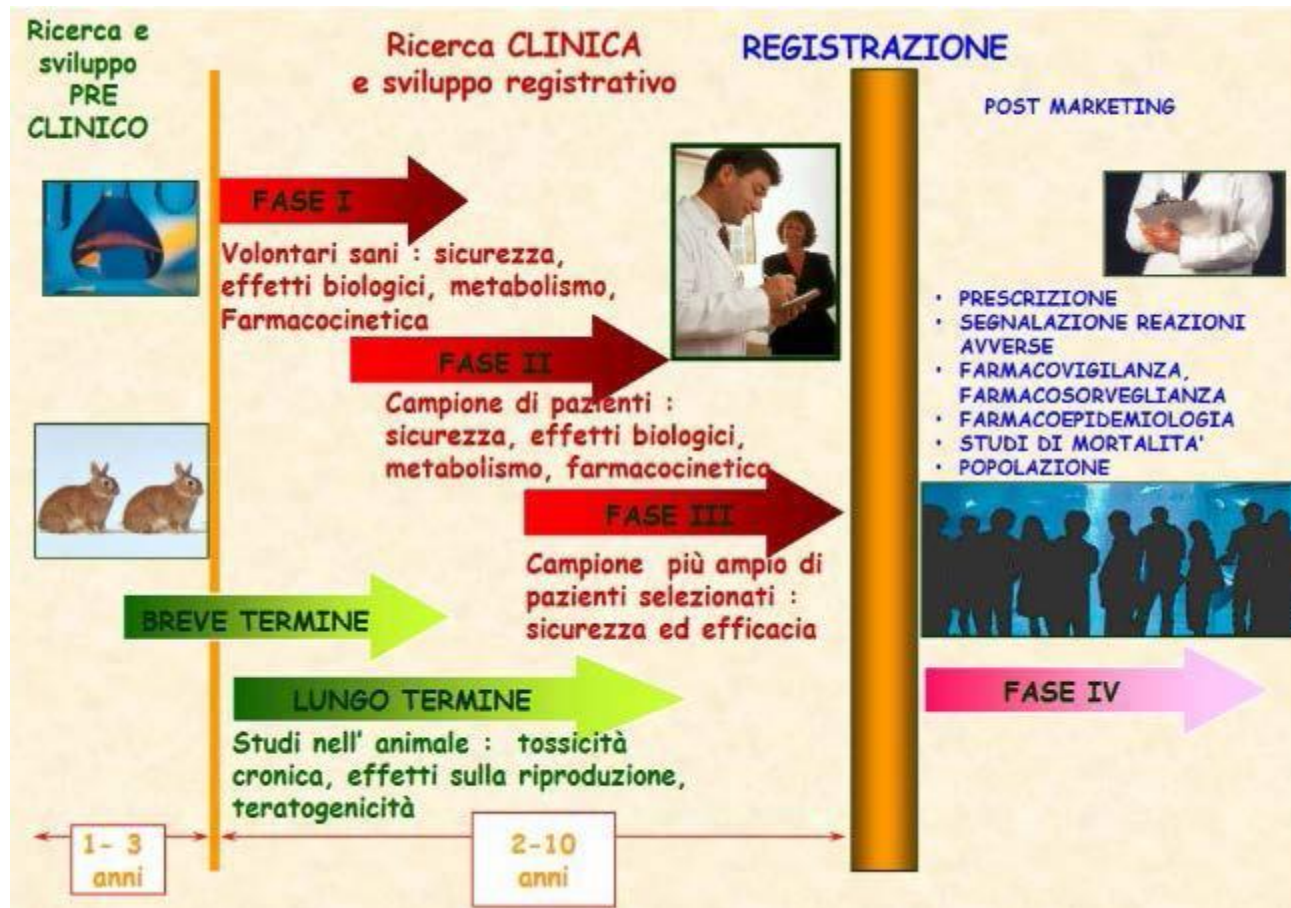 Ricerca e
sviluppo
PRE
CLINICO
Ricerca CLINICA
e sviluppo registrativo
REGISTRAZIONE
POST MARKETING
FASE I
Volontari sani : sicurezza,
effetti biologici, metabolismo,
Farmacocinetica
FASE II
Campione di pazienti :
sicurezza, effetti biologici,
metabolismo, farmacocinetica
FASE III
Campione più ampio di
pazienti selezionati :
sicurezza ed efficacia
• PRESCRIZIONE
• SEGNALAZIONE REAZIONI
AVVERSE
• FARMACOVIGILANZA,
FARMACOSORVEGLIANZA
• FARMACOEPIDEMIOLOGIA
• STUDI DI MORTALITA'
• POPOLAZIONE
BREVE TERMINE
LUNGO TERMINE
Studi nell' animale : tossicità
cronica, effetti sulla riproduzione,
teratogenicità
FASE IV
1- 3
anni
2-10
anni